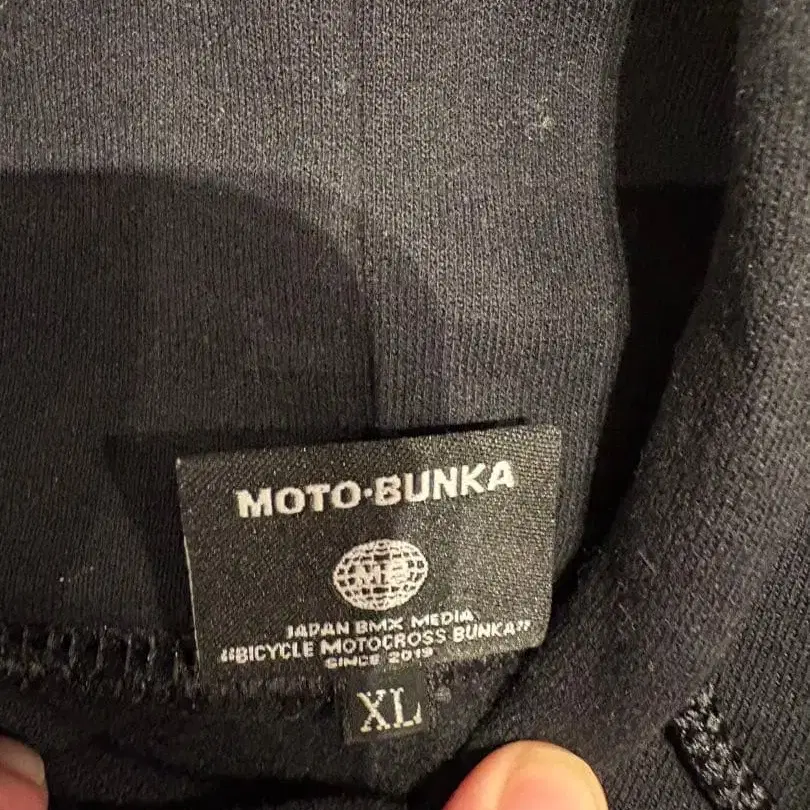 MOTO·BUNKA
MB
JAPAN BMX MEDIA
"BICYCLE MOTOCROSS BUNKA"
SINCE 2019
XL